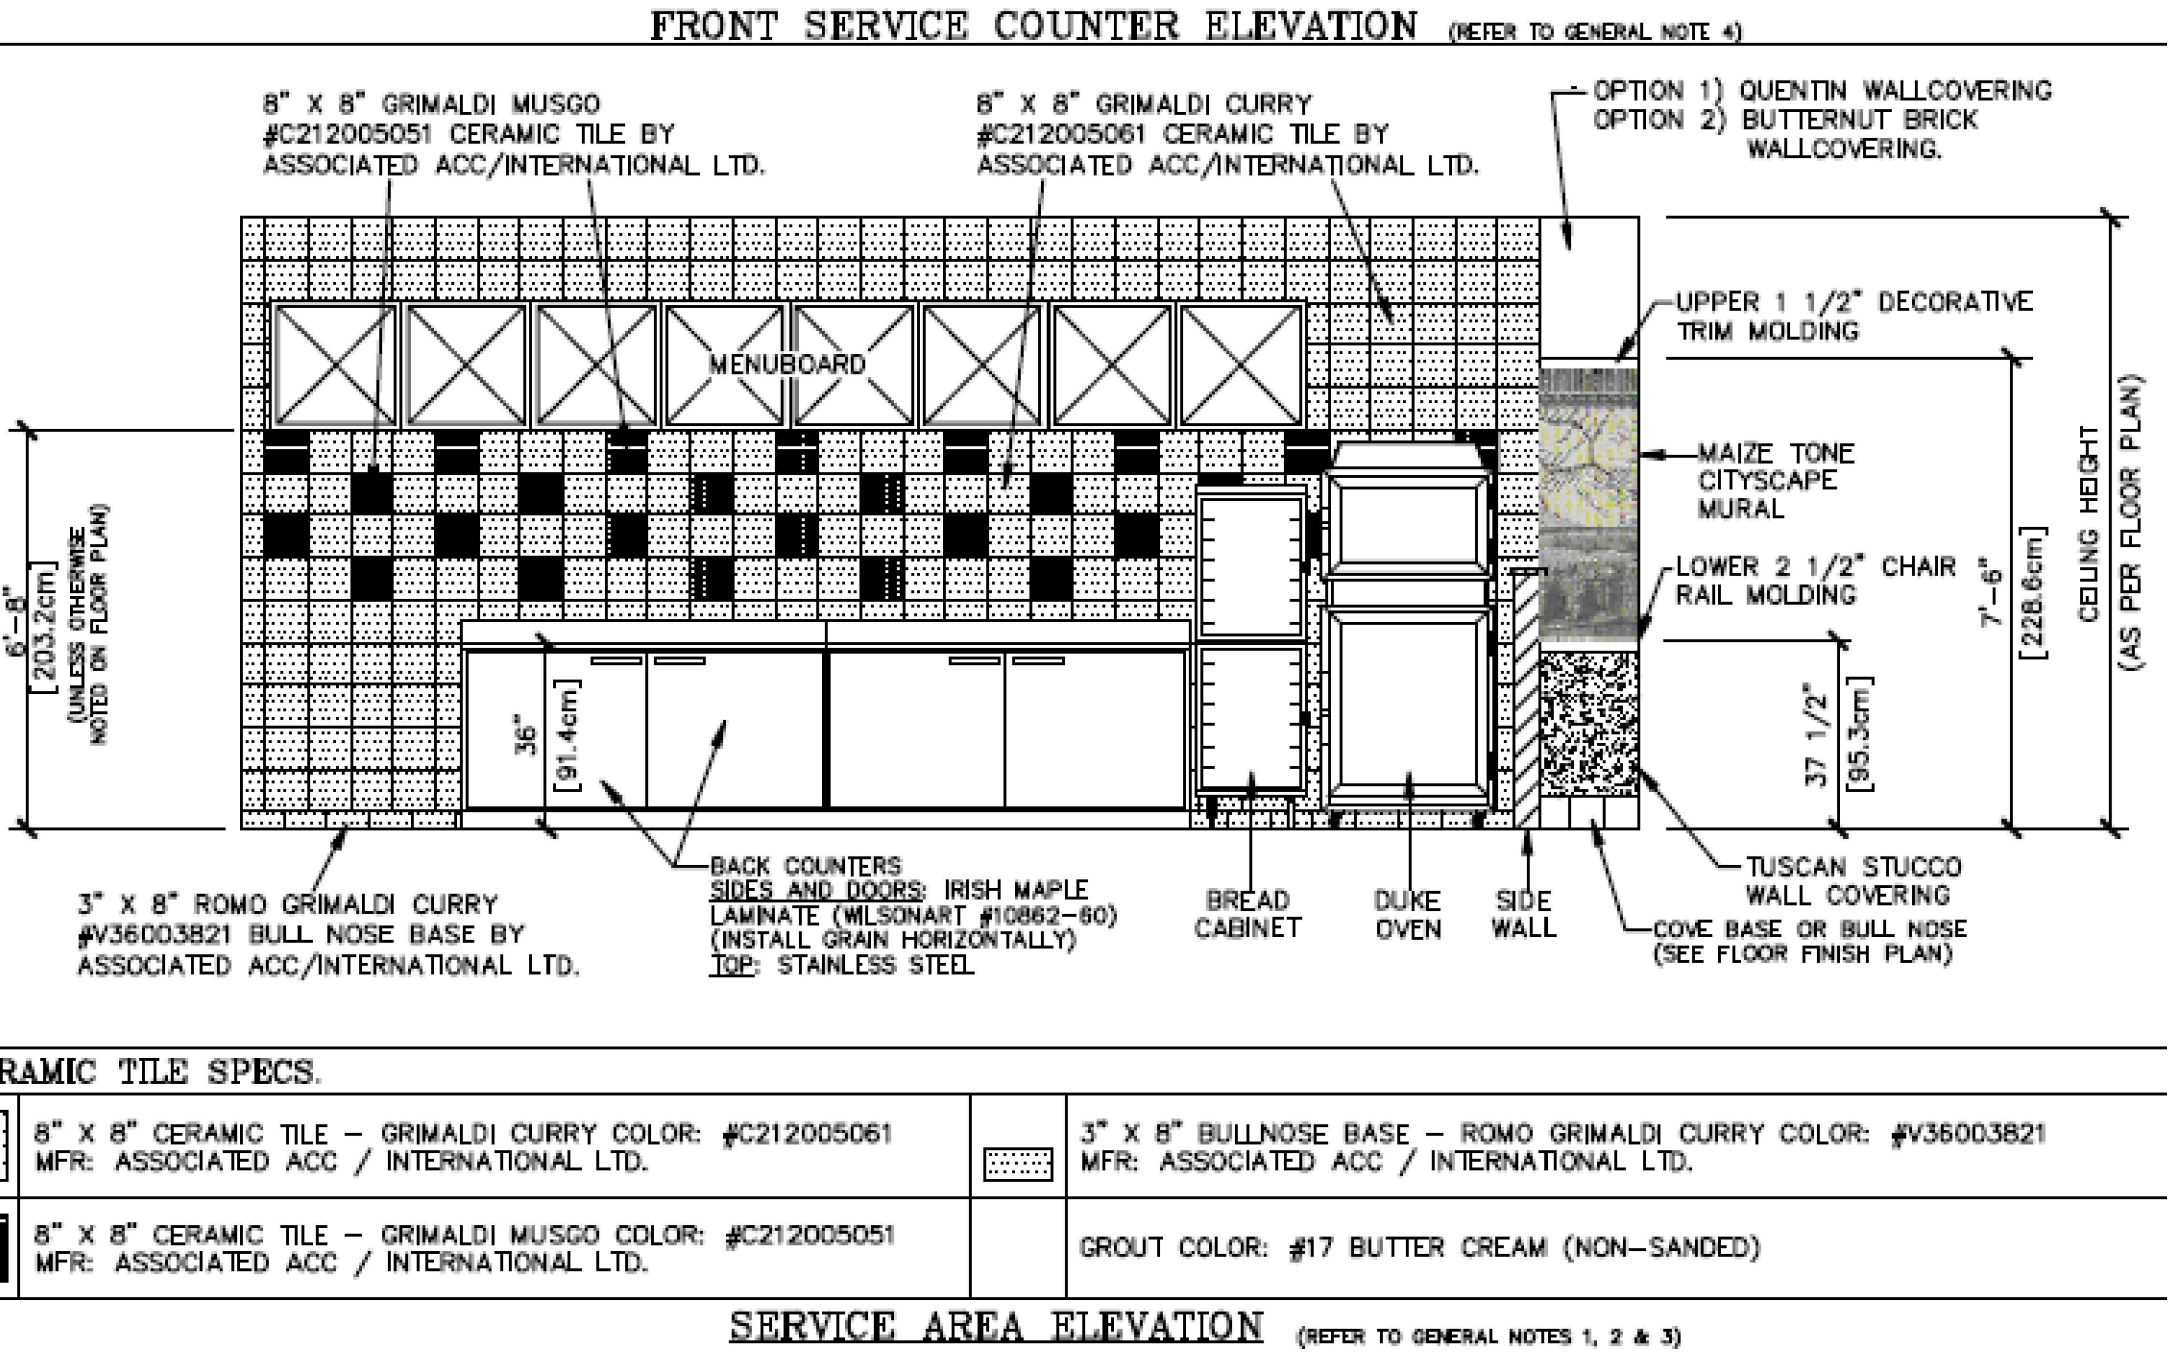 FRONT SERVICE COUNTER ELEVATION (REFER TO GENERAL NOTE 4)
8" X 8" GRIMALDI MUSGO
#C212005051 CERAMIC TILE BY
ASSOCIATED ACC/INTERNATIONAL LTD.
8" X 8" GRIMALDI CURRY
#C212005061 CERAMIC TILE BY
ASSOCIATED ACC/INTERNATIONAL LTD.
OPTION 1) QUENTIN WALLCOVERING
OPTION 2) BUTTERNUT BRICK
WALLCOVERING.
UPPER 1 1/2" DECORATIVE
TRIM MOLDING
MENUBOARD
MAIZE TONE
CITYSCAPE
MURAL
LOWER 2 1/2" CHAIR
RAIL MOLDING
6'-8"
[203.2cm]
(UNLESS OTHERWISE
NOTED ON FLOOR PLAN)
36"
[91.4cm]
37 1/2"
[95.3cm]
7'-6"
[228.6cm]
CEILING HEIGHT
(AS PER FLOOR PLAN)
3" X 8" ROMO GRIMALDI CURRY
#V36003821 BULL NOSE BASE BY
ASSOCIATED ACC/INTERNATIONAL LTD.
BACK COUNTERS
SIDES AND DOORS: IRISH MAPLE
LAMINATE (WILSONART #10862-60)
(INSTALL GRAIN HORIZONTALLY)
TOP: STAINLESS STEEL
BREAD
CABINET
DUKE
OVEN
SIDE
WALL
TUSCAN STUCCO
WALL COVERING
COVE BASE OR BULL NOSE
(SEE FLOOR FINISH PLAN)
RAMIC TILE SPECS.
8" X 8" CERAMIC TILE - GRIMALDI CURRY COLOR: #C212005061
MFR: ASSOCIATED ACC / INTERNATIONAL LTD.
3" X 8" BULLNOSE BASE - ROMO GRIMALDI CURRY COLOR: #V36003821
MFR: ASSOCIATED ACC / INTERNATIONAL LTD.
8" X 8" CERAMIC TILE - GRIMALDI MUSGO COLOR: #C212005051
MFR: ASSOCIATED ACC / INTERNATIONAL LTD.
GROUT COLOR: #17 BUTTER CREAM (NON-SANDED)
SERVICE AREA ELEVATION (REFER TO GENERAL NOTES 1, 2 & 3)